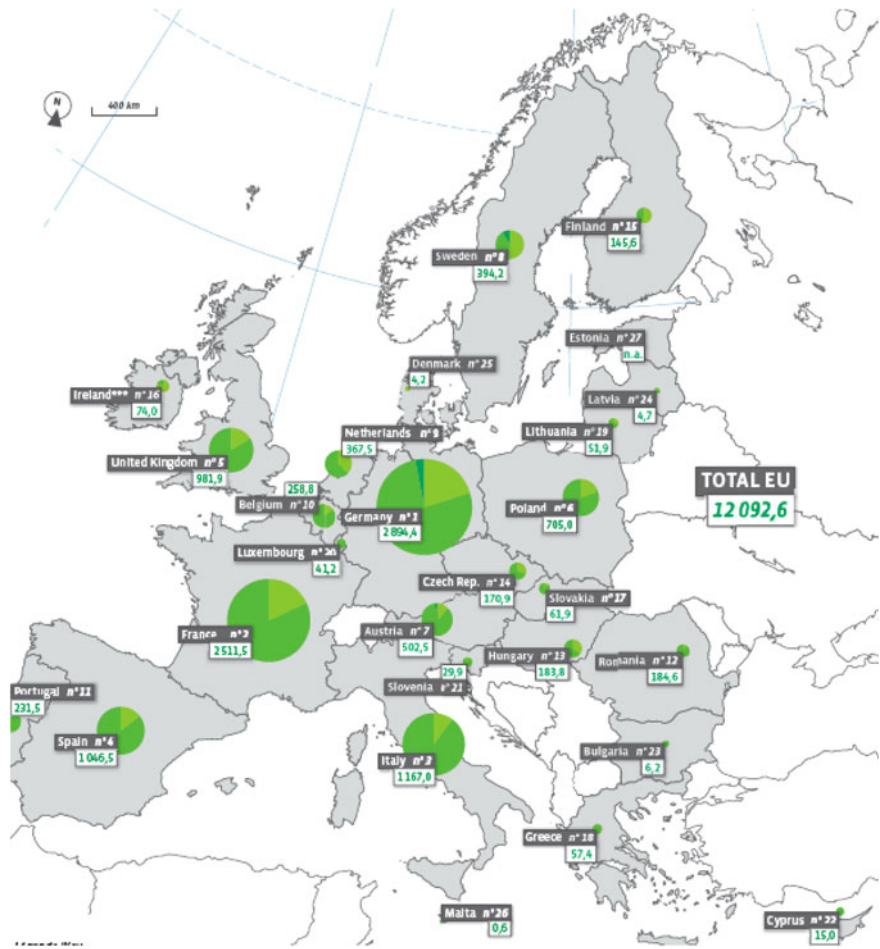 N
400 km
Finland n°15
145,6
Sweden n°8
394,2
Estonia n°27
n.a.
Denmark n°25
4,2
Ireland*** n°16
74,0
Latvia n°24
4,7
Netherlands n°9
367,5
Lithuania n°19
51,9
United Kingdom n°5
981,9
258,8
Belgium n°10
Germany n°1
2 894,4
Poland n°6
705,0
TOTAL EU
12 092,6
Luxembourg n°20
41,2
Czech Rep. n°14
170,9
Slovakia n°17
61,9
France n°2
2 511,5
Austria n°7
502,5
Hungary n°13
183,8
Romania n°12
184,6
29,9
Slovenia n°21
Portugal n°11
231,5
Spain n°4
1 046,5
Italy n°3
1 167,0
Bulgaria n°23
6,2
Greece n°18
57,4
Malta n°26
0,6
Cyprus n°22
15,0